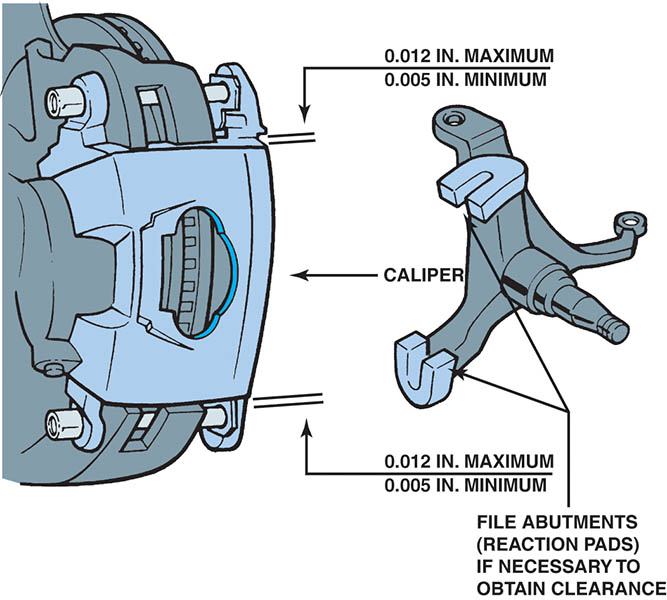 0.012 IN. MAXIMUM
0.005 IN. MINIMUM
CALIPER
0.012 IN. MAXIMUM
0.005 IN. MINIMUM
FILE ABUTMENTS
(REACTION PADS)
IF NECESSARY TO
OBTAIN CLEARANCE